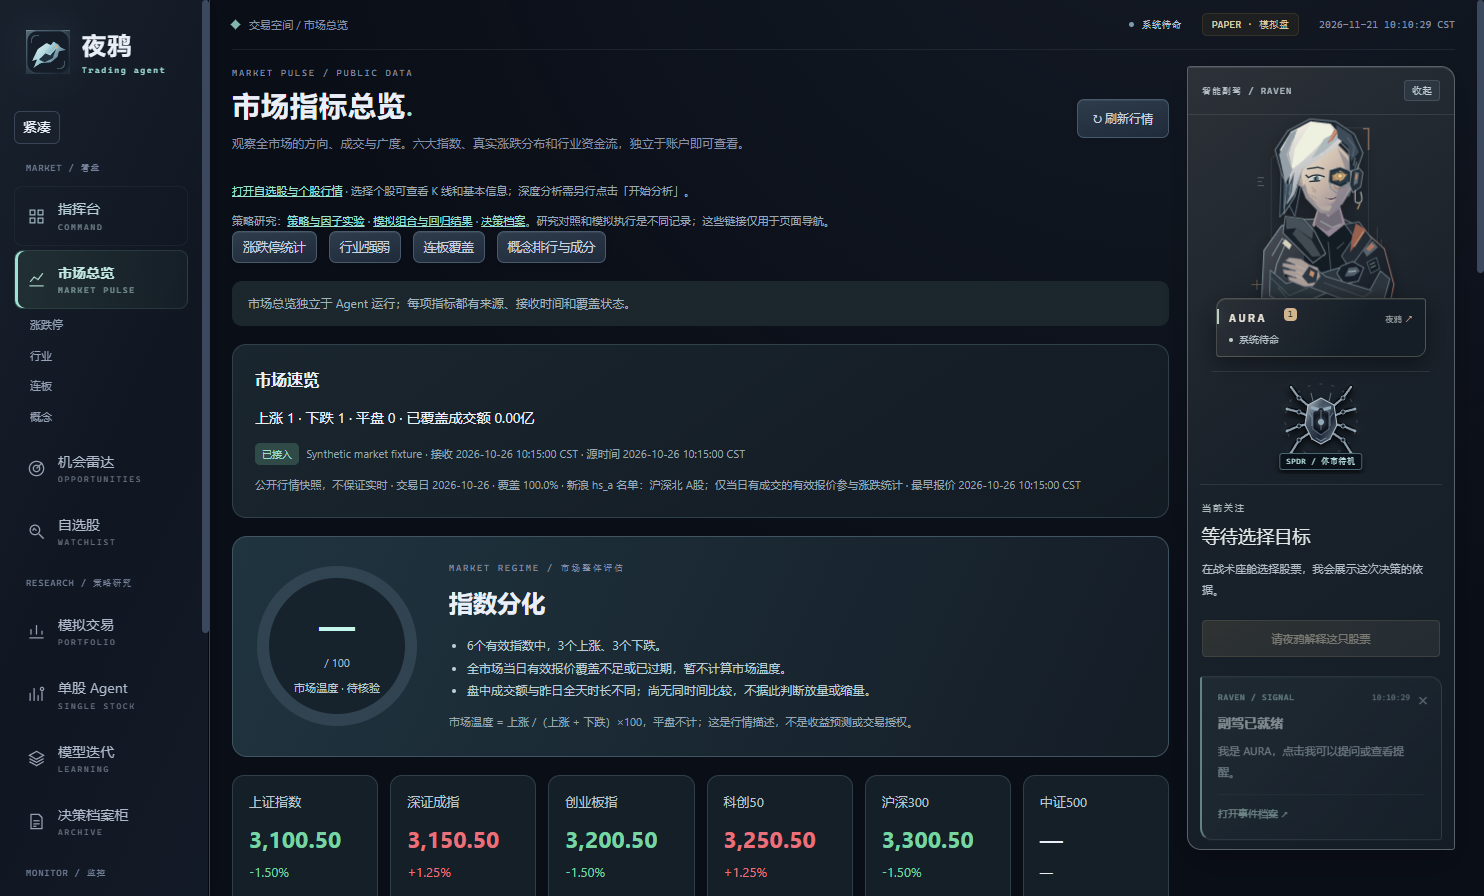 夜鸦
Trading agent
紧凑
MARKET / 看盘
指挥台
COMMAND
市场总览
MARKET PULSE
涨跌停
行业
连板
概念
机会雷达
OPPORTUNITIES
自选股
WATCHLIST
RESEARCH / 策略研究
模拟交易
PORTFOLIO
单股 Agent
SINGLE STOCK
模型迭代
LEARNING
决策档案柜
ARCHIVE
MONITOR / 监控
交易空间 / 市场总览
系统待命
PAPER · 模拟盘
2026-11-21 10:10:29 CST
MARKET PULSE / PUBLIC DATA
市场指标总览.
观察全市场的方向、成交与广度。六大指数、真实涨跌分布和行业资金流，独立于账户即可查看。
↻ 刷新行情
打开自选股与个股行情 · 选择个股可查看 K 线和基本信息；深度分析需另行点击「开始分析」。
策略研究：策略与因子实验 · 模拟组合与回归结果 · 决策档案。研究对照和模拟执行是不同记录；这些链接仅用于页面导航。
涨跌停统计
行业强弱
连板覆盖
概念排行与成分
市场总览独立于 Agent 运行；每项指标都有来源、接收时间和覆盖状态。
市场速览
上涨 1 · 下跌 1 · 平盘 0 · 已覆盖成交额 0.00亿
已接入
Synthetic market fixture · 接收 2026-10-26 10:15:00 CST · 源时间 2026-10-26 10:15:00 CST
公开行情快照，不保证实时 · 交易日 2026-10-26 · 覆盖 100.0% · 新浪 hs_a 名单：沪深北 A股；仅当日有成交的有效报价参与涨跌统计 · 最早报价 2026-10-26 10:15:00 CST
—
/ 100
市场温度 · 待核验
MARKET REGIME / 市场整体评估
指数分化
• 6个有效指数中，3个上涨、3个下跌。
• 全市场当日有效报价覆盖不足或已过期，暂不计算市场温度。
• 盘中成交额与昨日全天时长不同；尚无同时间比较，不据此判断放量或缩量。
市场温度 = 上涨 /（上涨 + 下跌）×100，平盘不计；这是行情描述，不是收益预测或交易授权。
上证指数
3,100.50
-1.50%
深证成指
3,150.50
+1.25%
创业板指
3,200.50
-1.50%
科创50
3,250.50
+1.25%
沪深300
3,300.50
-1.50%
中证500
—
—
智能副驾 / RAVEN
收起
AURA
1
夜鸦 ↗
系统待命
SPDR / 休市待机
当前关注
等待选择目标
在战术座舱选择股票，我会展示这次决策的依
据。
请夜鸦解释这只股票
RAVEN / SIGNAL
10:10:29
×
副驾已就绪
我是 AURA，点击我可以提问或查看提
醒。
打开事件档案 ↗